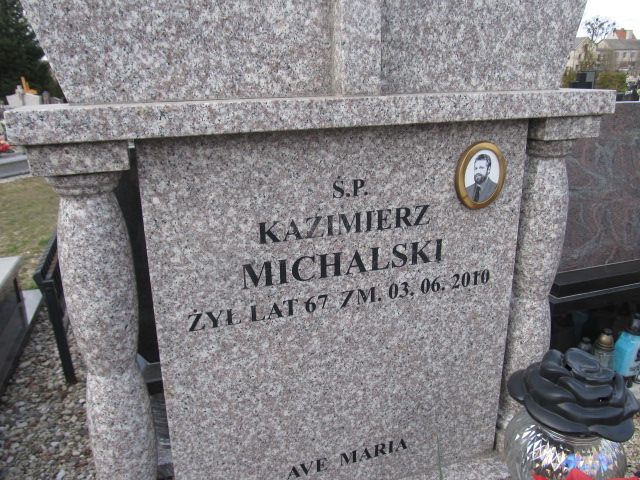 Ś.P.
KAZIMIERZ
MICHALSKI
ŻYŁ LAT 67 ZM. 03. 06. 2010
AVE MARIA